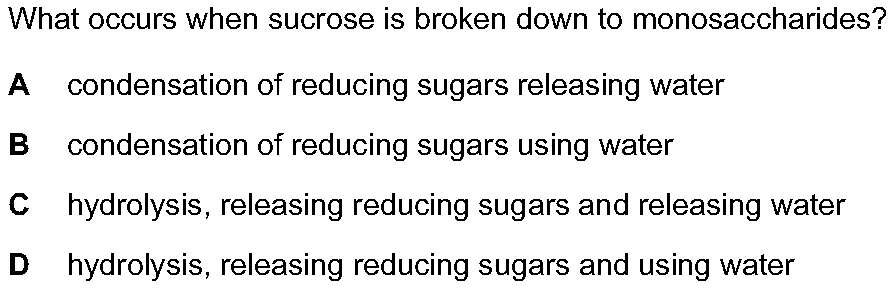 What occurs when sucrose is broken down to monosaccharides?
A condensation of reducing sugars releasing water
B condensation of reducing sugars using water
C hydrolysis, releasing reducing sugars and releasing water
D hydrolysis, releasing reducing sugars and using water